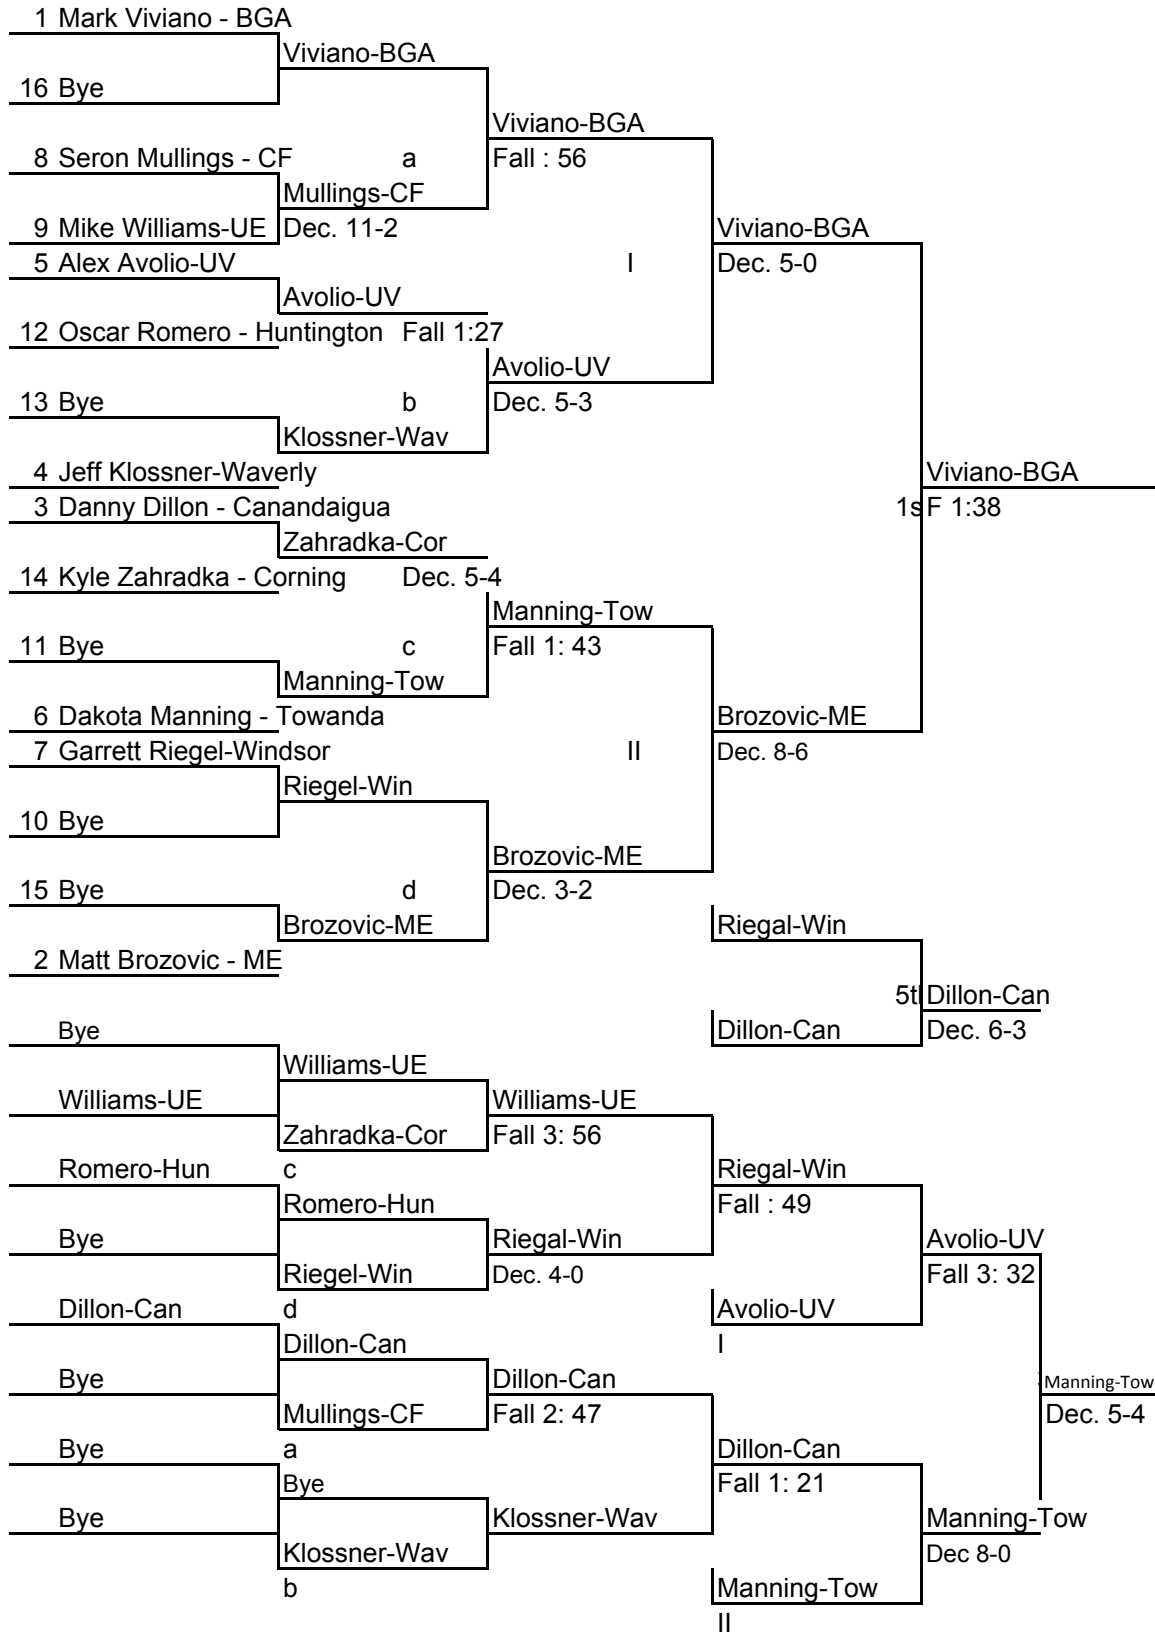 1 Mark Viviano - BGA
Viviano-BGA
16 Bye
Viviano-BGA
8 Seron Mullings - CF a Fall : 56
Mullings-CF
9 Mike Williams-UE Dec. 11-2 Viviano-BGA
5 Alex Avolio-UV I Dec. 5-0
Avolio-UV
12 Oscar Romero - Huntington Fall 1:27
Avolio-UV
13 Bye b Dec. 5-3
Klossner-Wav
4 Jeff Klossner-Waverly Viviano-BGA
3 Danny Dillon - Canandaigua 1s F 1:38
Zahradka-Cor
14 Kyle Zahradka - Corning Dec. 5-4
Manning-Tow
11 Bye c Fall 1: 43
Manning-Tow
6 Dakota Manning - Towanda Brozovic-ME
7 Garrett Riegel-Windsor II Dec. 8-6
Riegel-Win
10 Bye
Brozovic-ME
15 Bye d Dec. 3-2
Brozovic-ME Riegal-Win
2 Matt Brozovic - ME
5t Dillon-Can
Bye Dillon-Can Dec. 6-3
Williams-UE
Williams-UE Williams-UE
Zahradka-Cor Fall 3: 56
Romero-Hun c Riegal-Win
Romero-Hun Fall : 49
Bye Riegal-Win Avolio-UV
Riegel-Win Dec. 4-0 Fall 3: 32
Dillon-Can d Avolio-UV
Dillon-Can I
Bye Dillon-Can Manning-Tow
Mullings-CF Fall 2: 47 Dec. 5-4
Bye a Dillon-Can
Bye Fall 1: 21
Bye Klossner-Wav Manning-Tow
Klossner-Wav Dec 8-0
b Manning-Tow
II